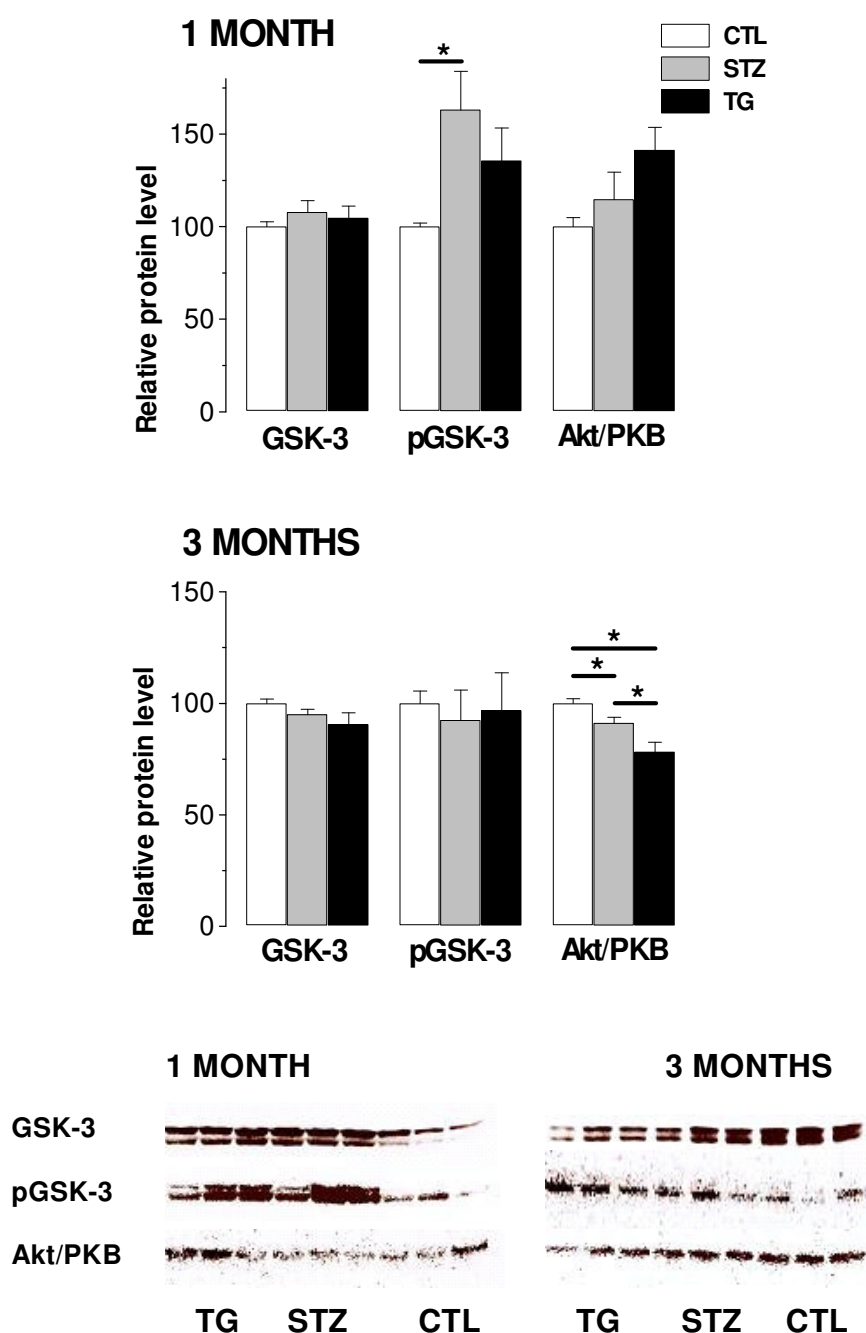 1 MONTH
CTL
STZ
TG
*
150
100
50
0
Relative protein level
GSK-3 pGSK-3 Akt/PKB
3 MONTHS
150
100
50
0
*
*
*
Relative protein level
GSK-3 pGSK-3 Akt/PKB
1 MONTH 3 MONTHS
GSK-3
pGSK-3
Akt/PKB
TG STZ CTL TG STZ CTL